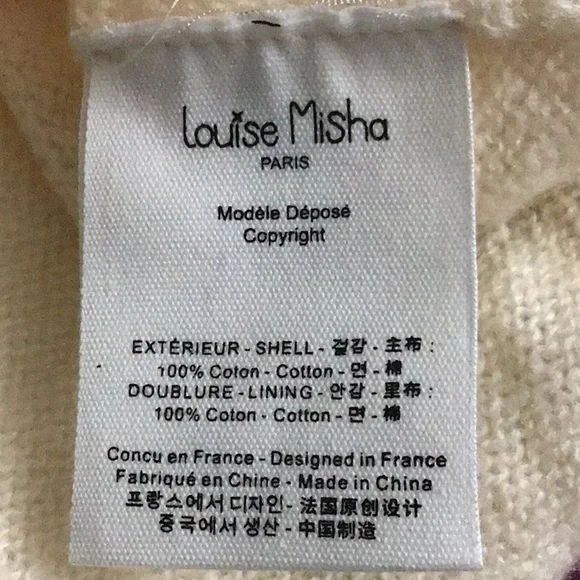 Louise Misha
PARIS
Modèle Déposé
Copyright
EXTÉRIEUR - SHELL - 겉감 - 主布 :
100% Coton - Cotton - 면 - 棉
DOUBLURE - LINING - 안감 - 里布 :
100% Coton - Cotton - 면 - 棉
Concu en France - Designed in France
Fabriqué en Chine - Made in China
프랑스에서 디자인- 法国原创设计
중국에서 생산 - 中国制造